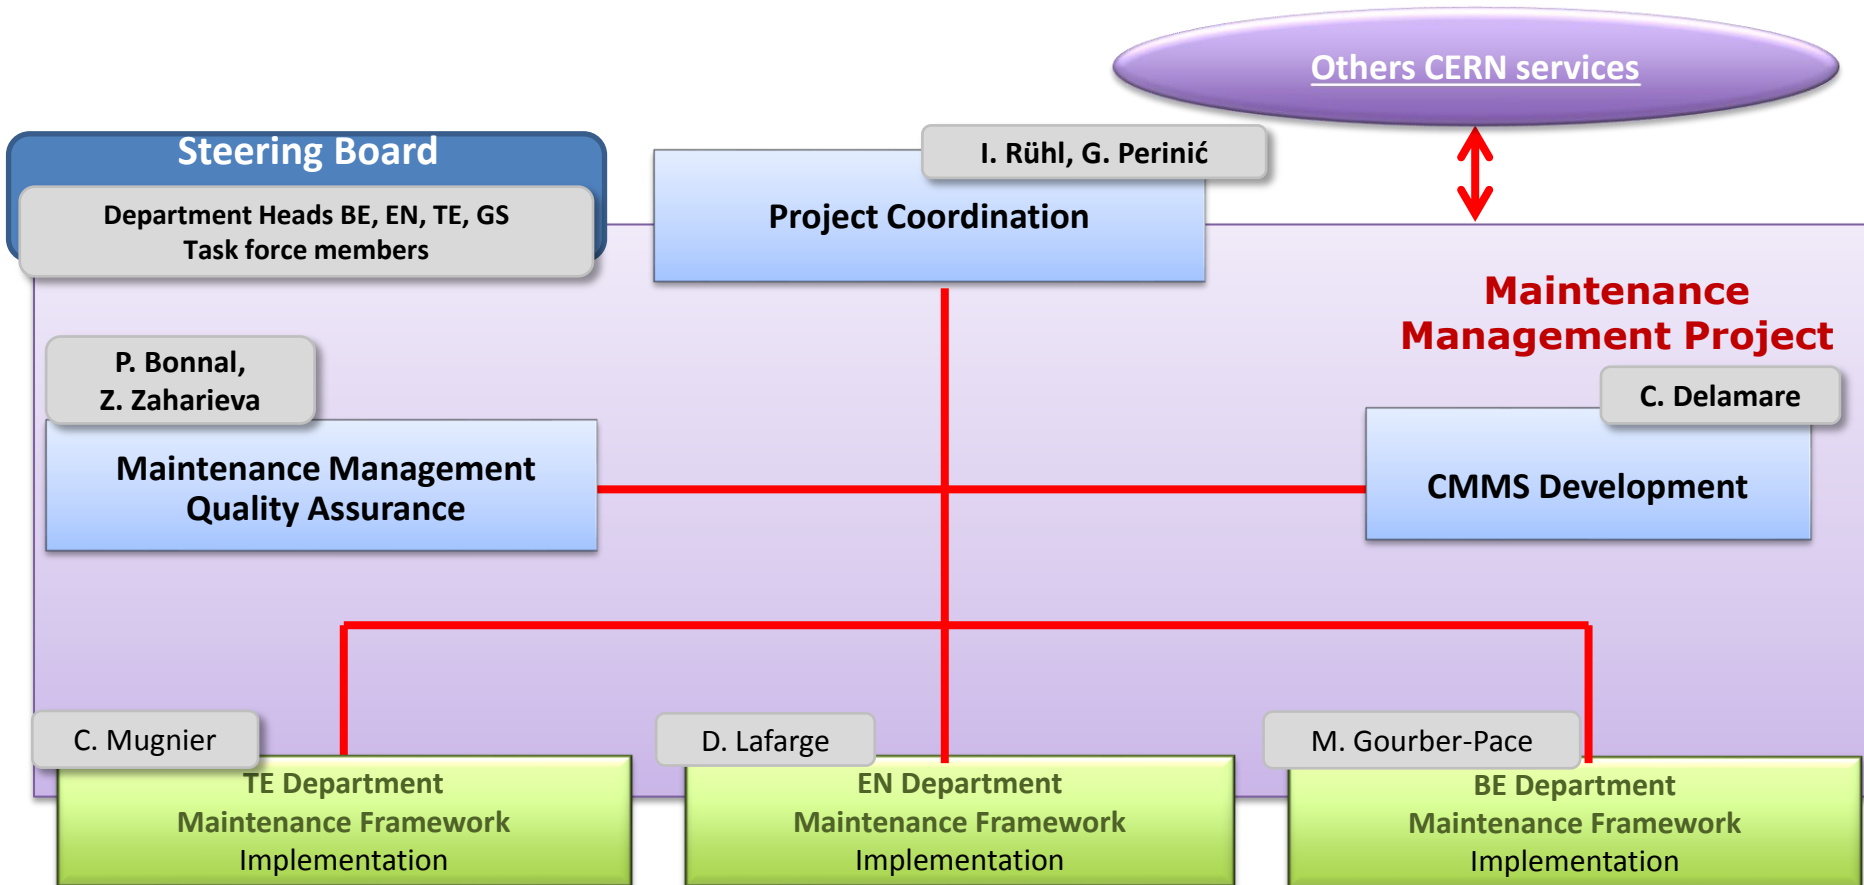 Others CERN services
Steering Board
Department Heads BE, EN, TE, GS
Task force members
I. Rühl, G. Perinić
Project Coordination
Maintenance
Management Project
P. Bonnal,
Z. Zaharieva
Maintenance Management
Quality Assurance
C. Delamare
CMMS Development
C. Mugnier
TE Department
Maintenance Framework
Implementation
D. Lafarge
EN Department
Maintenance Framework
Implementation
M. Gourber-Pace
BE Department
Maintenance Framework
Implementation